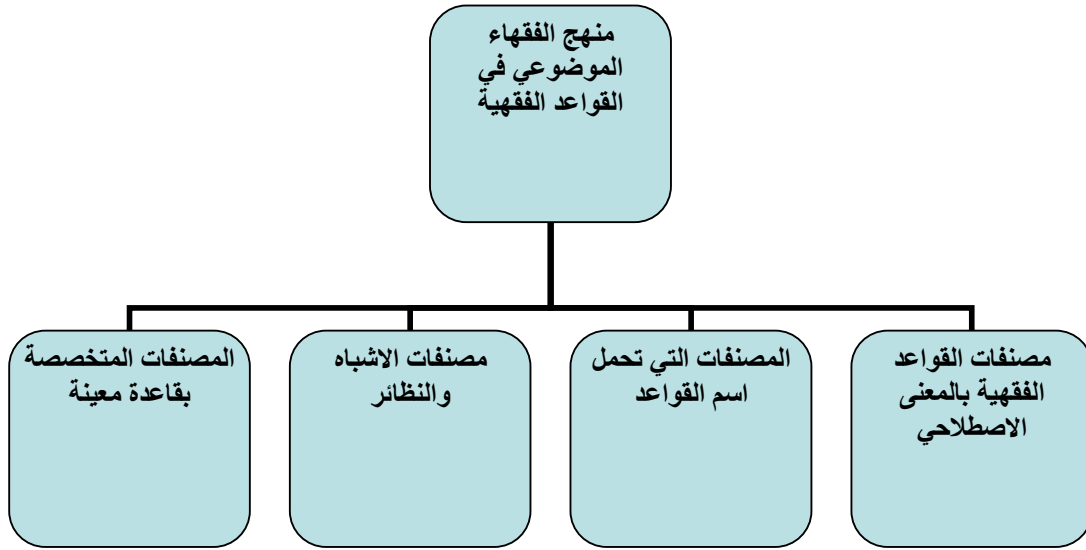 منهج الفقهاء
الموضوعي في
القواعد الفقهية
مصنفات القواعد
الفقهية بالمعنى
الاصطلاحي
المصنفات التي تحمل
اسم القواعد
مصنفات الاشباه
والنظائر
المصنفات المتخصصة
بقاعدة معينة